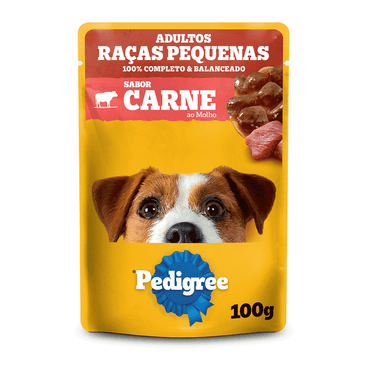 ADULTOS
RAÇAS PEQUENAS
100% COMPLETO & BALANCEADO
SABOR
CARNE
ao Molho
Pedigree
100g